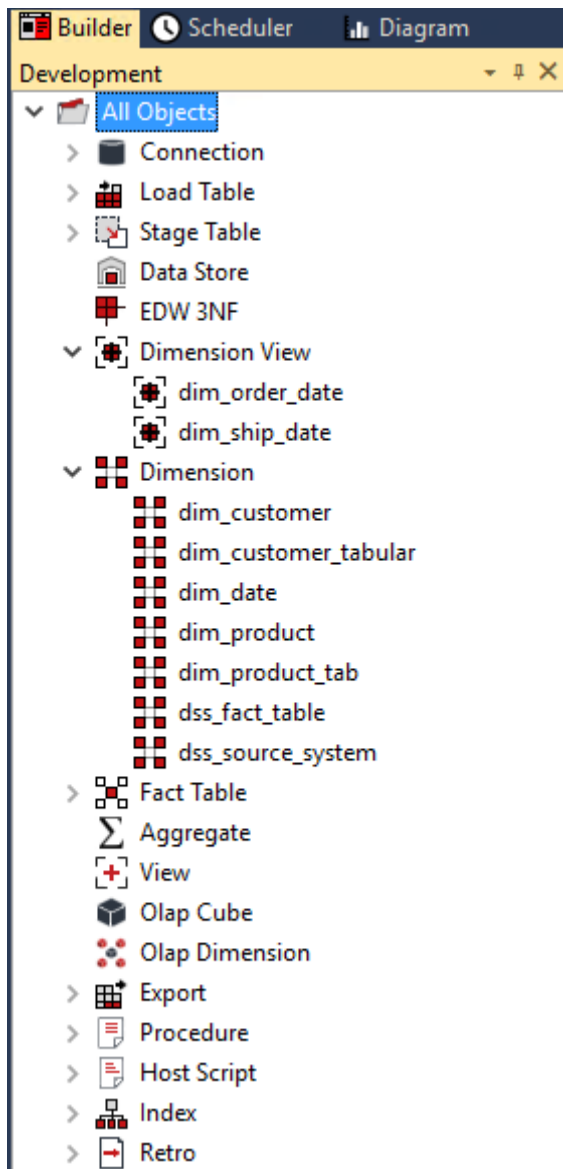 Builder Scheduler Diagram
Development
All Objects
Connection
Load Table
Stage Table
Data Store
EDW 3NF
Dimension View
dim_order_date
dim_ship_date
Dimension
dim_customer
dim_customer_tabular
dim_date
dim_product
dim_product_tab
dss_fact_table
dss_source_system
Fact Table
Aggregate
View
Olap Cube
Olap Dimension
Export
Procedure
Host Script
Index
Retro